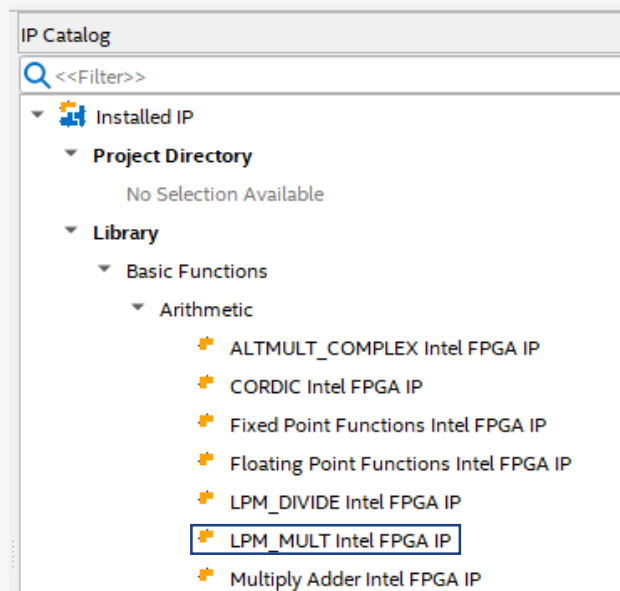 IP Catalog
<<Filter>>
Installed IP
Project Directory
No Selection Available
Library
Basic Functions
Arithmetic
ALTMULT_COMPLEX Intel FPGA IP
CORDIC Intel FPGA IP
Fixed Point Functions Intel FPGA IP
Floating Point Functions Intel FPGA IP
LPM_DIVIDE Intel FPGA IP
LPM_MULT Intel FPGA IP
Multiply Adder Intel FPGA IP